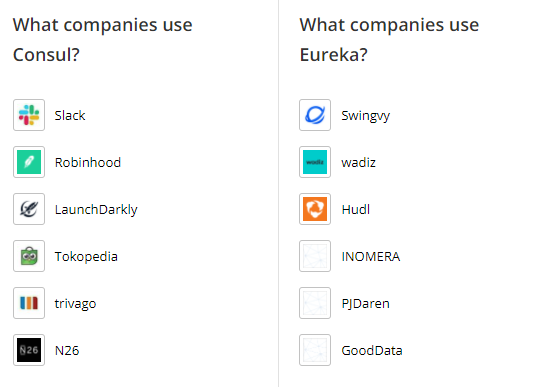 What companies use
Consul?
Slack
Robinhood
LaunchDarkly
Tokopedia
trivago
N26
N26
What companies use
Eureka?
Swingvy
wadiz
wadiz
Hudl
INOMERA
PJDaren
GoodData